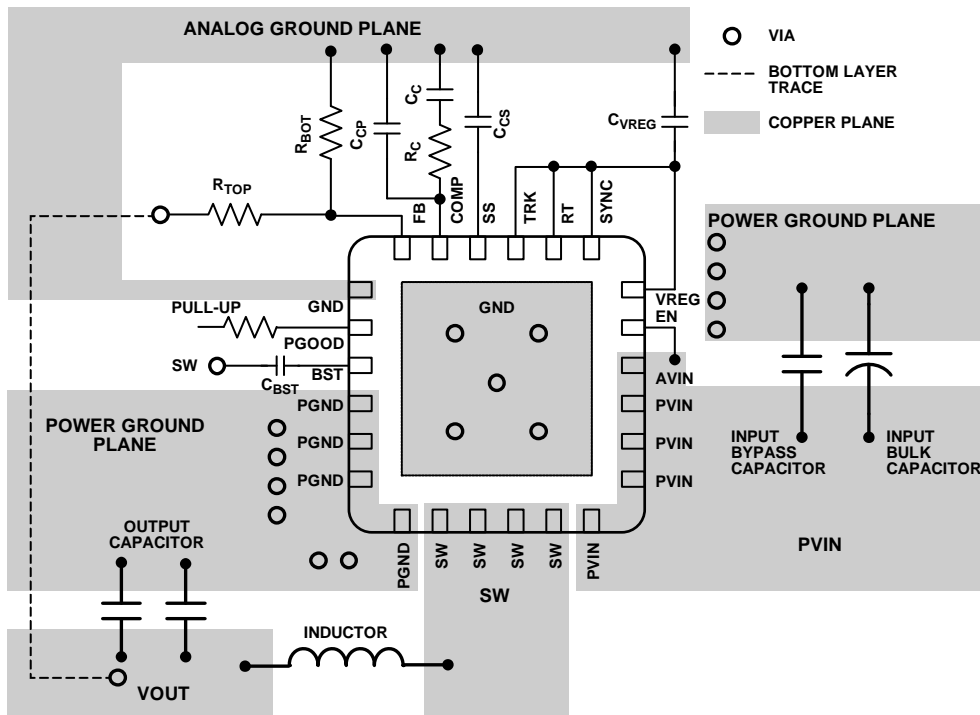 ANALOG GROUND PLANE
VIA
BOTTOM LAYER
TRACE
COPPER PLANE
RBOT
CCP
CC
RC
CCS
CVREG
RTOP
FB
COMP
SS
TRK
RT
SYNC
POWER GROUND PLANE
GND
VREG
EN
PULL-UP
GND
PGOOD
SW
CBST
BST
AVIN
PGND
PVIN
POWER GROUND
PLANE
PGND
PVIN
PGND
PVIN
INPUT
BYPASS
CAPACITOR
INPUT
BULK
CAPACITOR
OUTPUT
CAPACITOR
PGND
SW
SW
SW
SW
PVIN
PVIN
SW
INDUCTOR
VOUT